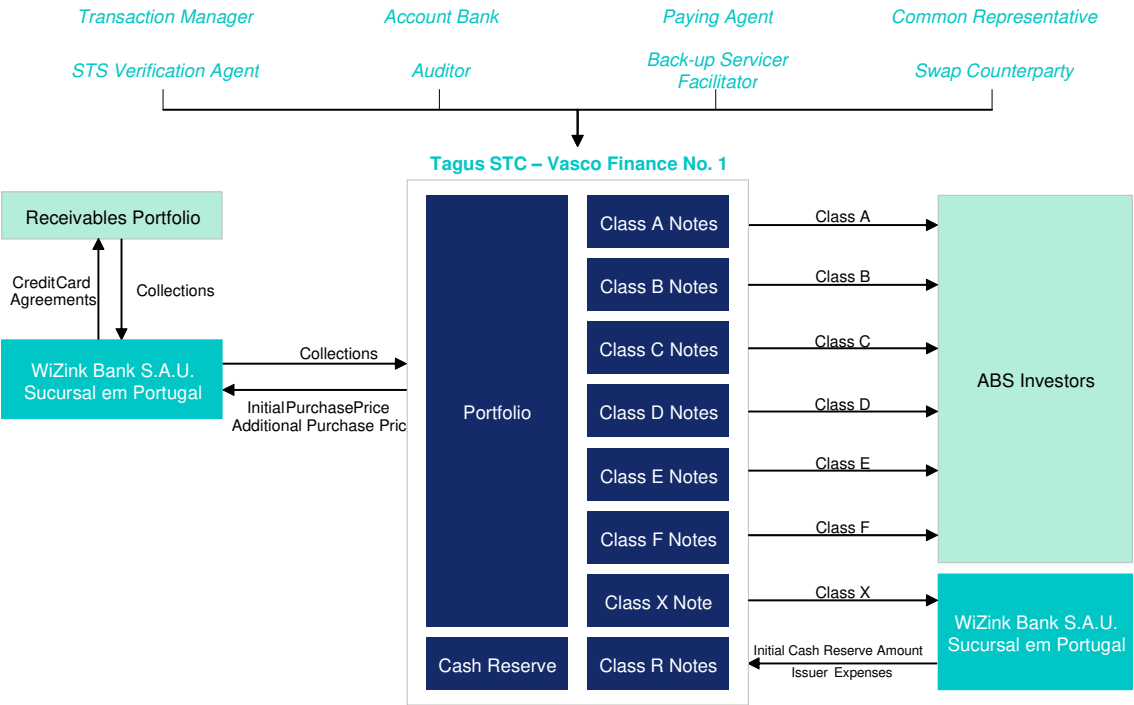 Transaction Manager
Account Bank
Paying Agent
Common Representative
STS Verification Agent
Auditor
Back-up Servicer
Facilitator
Swap Counterparty
Tagus STC – Vasco Finance No. 1
Receivables Portfolio
CreditCard
Agreements
Collections
WiZink Bank S.A.U.
Sucursal em Portugal
Collections
InitialPurchasePrice
Additional Purchase Pric
Portfolio
Cash Reserve
Class A Notes
Class B Notes
Class C Notes
Class D Notes
Class E Notes
Class F Notes
Class X Note
Class R Notes
Class A
Class B
Class C
Class D
Class E
Class F
Class X
Initial Cash Reserve Amount
Issuer Expenses
ABS Investors
WiZink Bank S.A.U.
Sucursal em Portugal